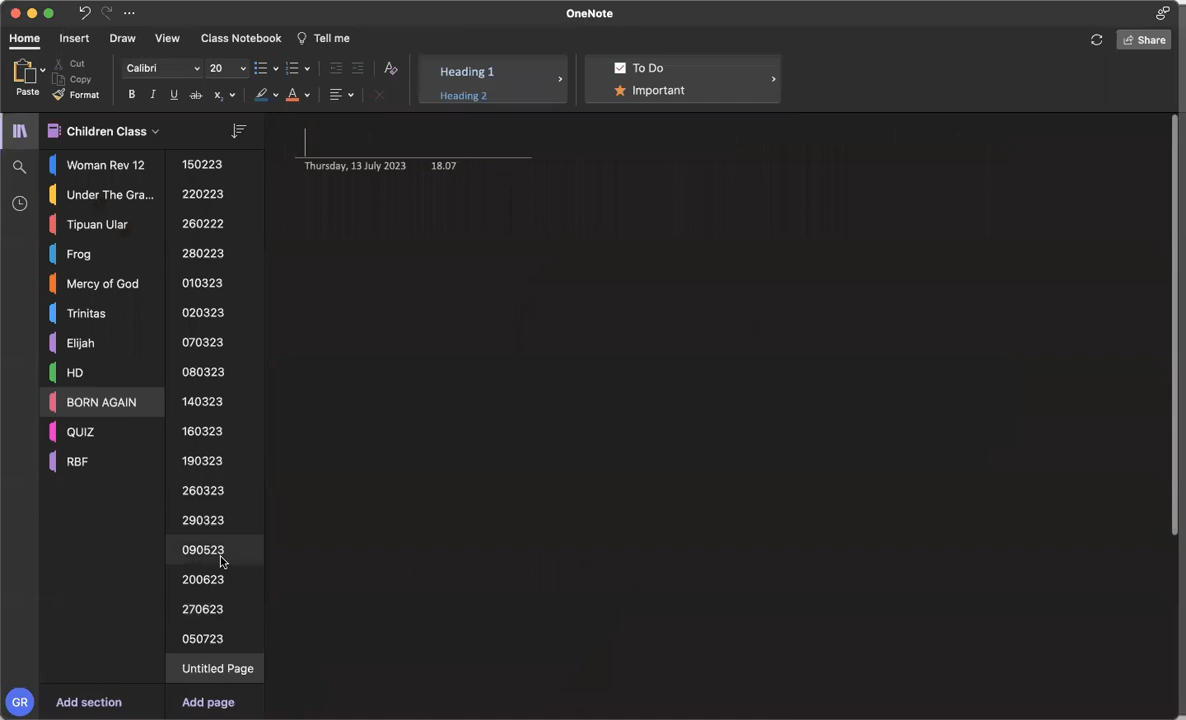 OneNote
Home Insert Draw View Class Notebook Tell me
Share
Paste
Cut
Copy
Format
Calibri 20
B I U ab x₂ A
Heading 1
Heading 2
To Do
Important
Children Class
Woman Rev 12
Under The Gra...
Tipuan Ular
Frog
Mercy of God
Trinitas
Elijah
HD
BORN AGAIN
QUIZ
RBF
150223
220223
260222
280223
010323
020323
070323
080323
140323
160323
190323
260323
290323
090523
200623
270623
050723
Untitled Page
Thursday, 13 July 2023 18.07
GR
Add section
Add page